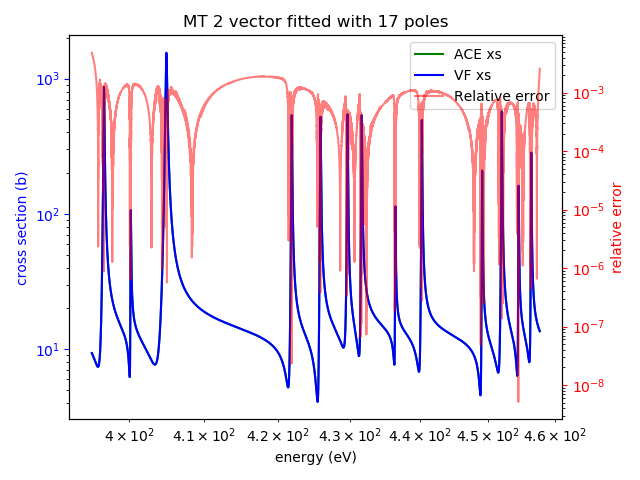 MT 2 vector fitted with 17 poles
ACE xs
VF xs
Relative error
cross section (b)
10³
10²
10¹
relative error
10⁻³
10⁻⁴
10⁻⁵
10⁻⁶
10⁻⁷
10⁻⁸
4 × 10² 4.1 × 10² 4.2 × 10² 4.3 × 10² 4.4 × 10² 4.5 × 10² 4.6 × 10²
energy (eV)